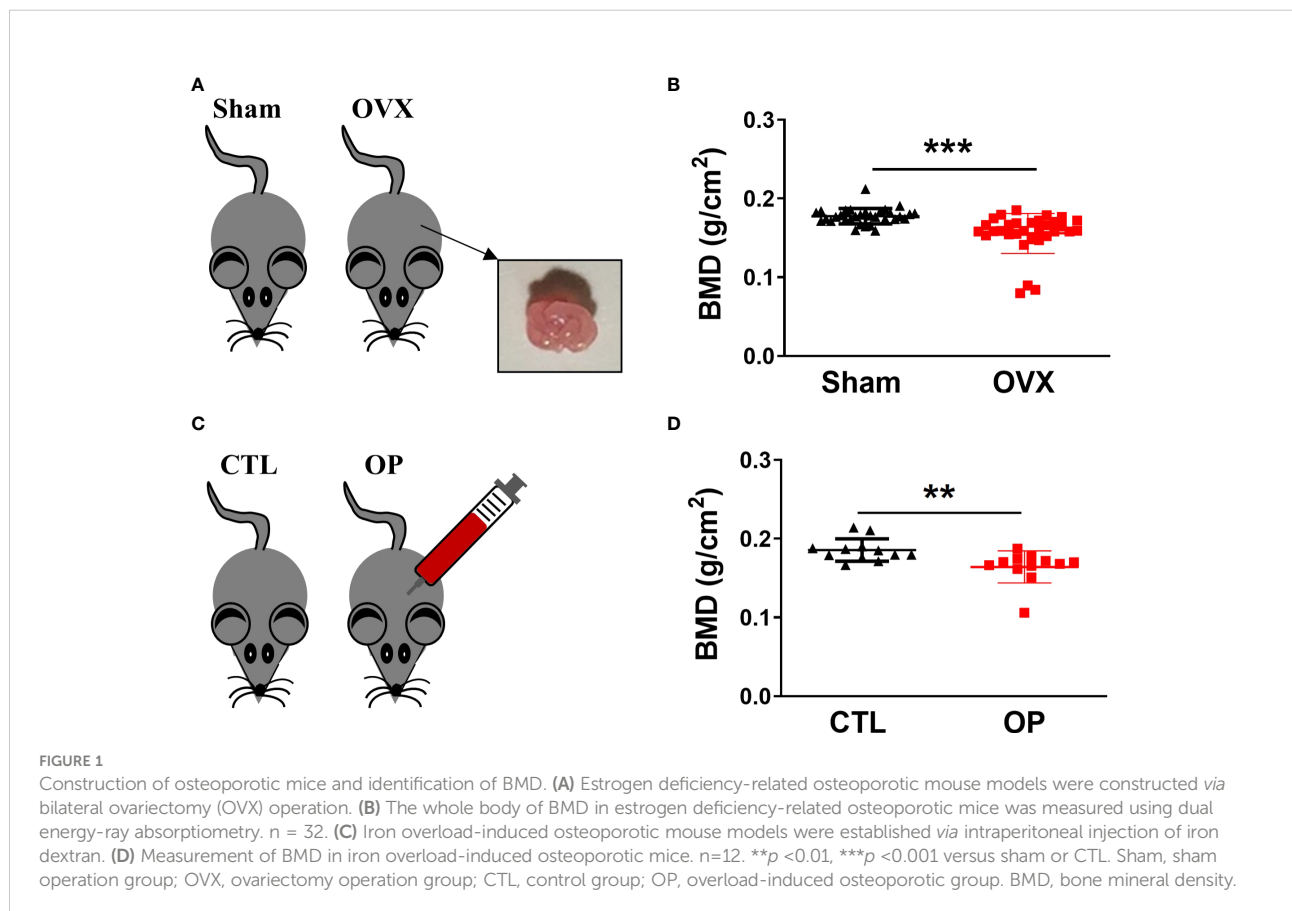 A
Sham OVX
B
0.3
0.2
0.1
0.0
BMD (g/cm²)
***
Sham OVX
C
CTL OP
D
0.3
0.2
0.1
0.0
BMD (g/cm²)
**
CTL OP
FIGURE 1
Construction of osteoporotic mice and identification of BMD. (A) Estrogen deficiency-related osteoporotic mouse models were constructed via
bilateral ovariectomy (OVX) operation. (B) The whole body of BMD in estrogen deficiency-related osteoporotic mice was measured using dual
energy-ray absorptiometry. n = 32. (C) Iron overload-induced osteoporotic mouse models were established via intraperitoneal injection of iron
dextran. (D) Measurement of BMD in iron overload-induced osteoporotic mice. n=12. **p <0.01, ***p <0.001 versus sham or CTL. Sham, sham
operation group; OVX, ovariectomy operation group; CTL, control group; OP, overload-induced osteoporotic group. BMD, bone mineral density.